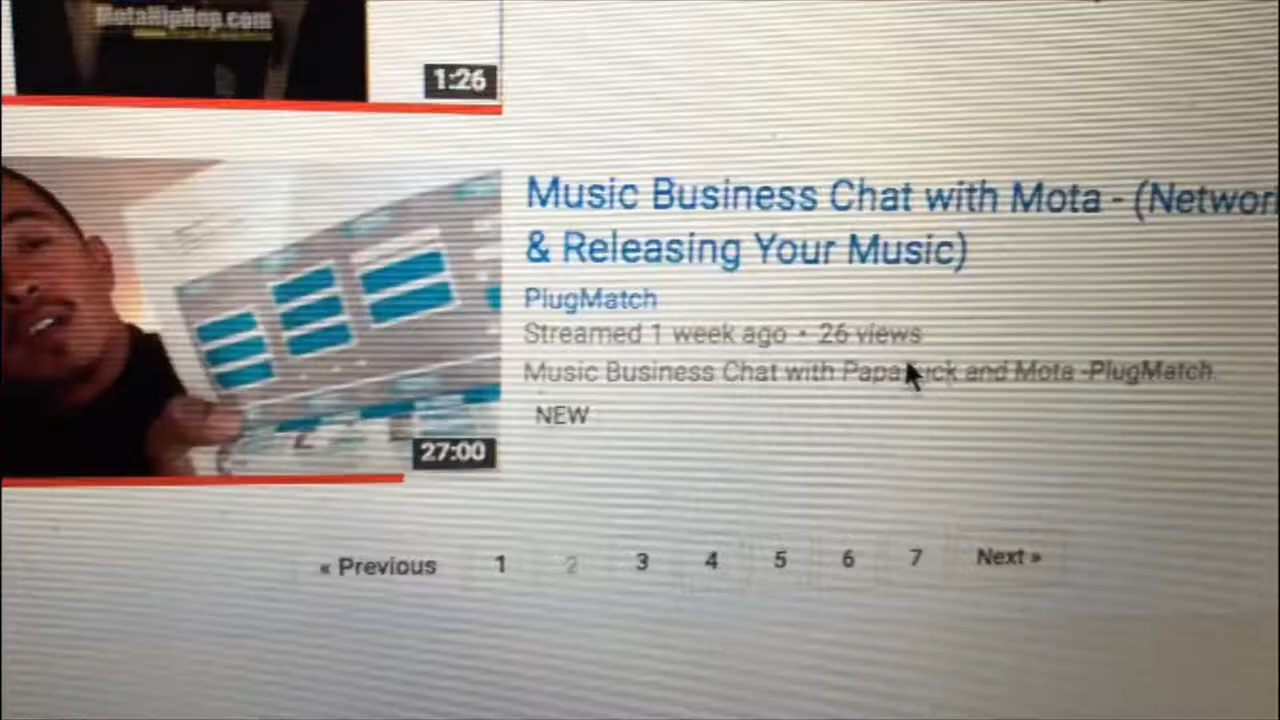 MotaHipHop.com
1:26
Music Business Chat with Mota - (Networ
& Releasing Your Music)
PlugMatch
Streamed 1 week ago · 26 views
Music Business Chat with Papa and Mota -PlugMatch
NEW
27:00
« Previous 1 2 3 4 5 6 7 Next »